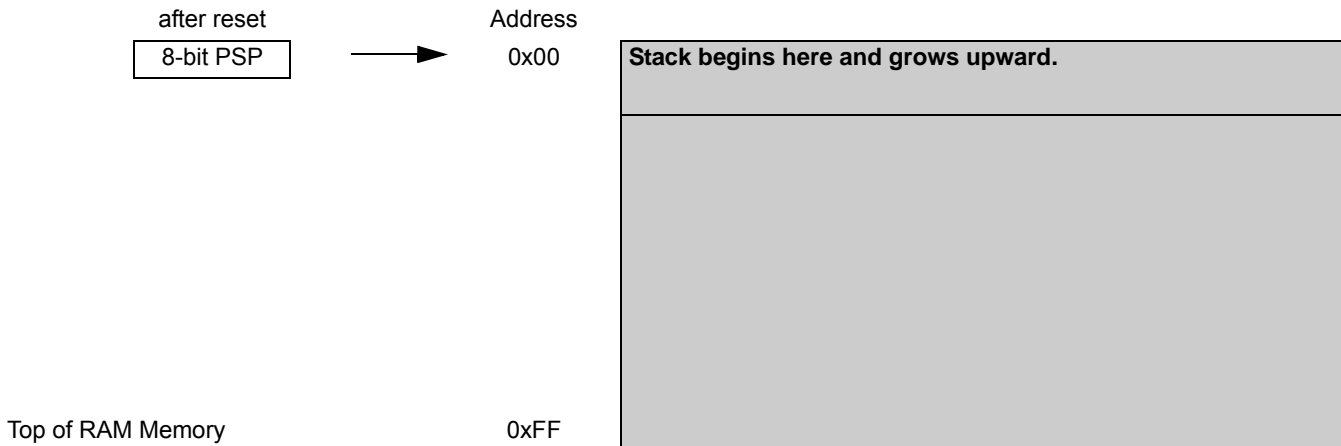 after reset Address
8-bit PSP 0x00 Stack begins here and grows upward.
Top of RAM Memory 0xFF